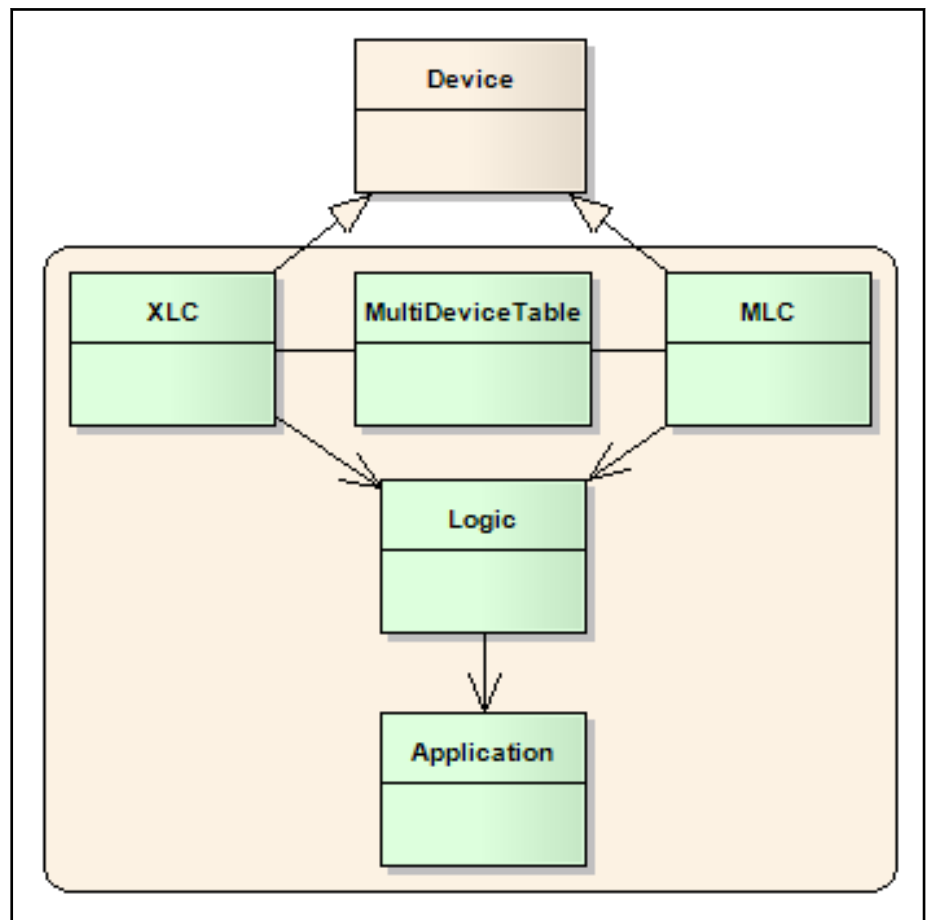 Device
XLC
MultiDeviceTable
MLC
Logic
Application